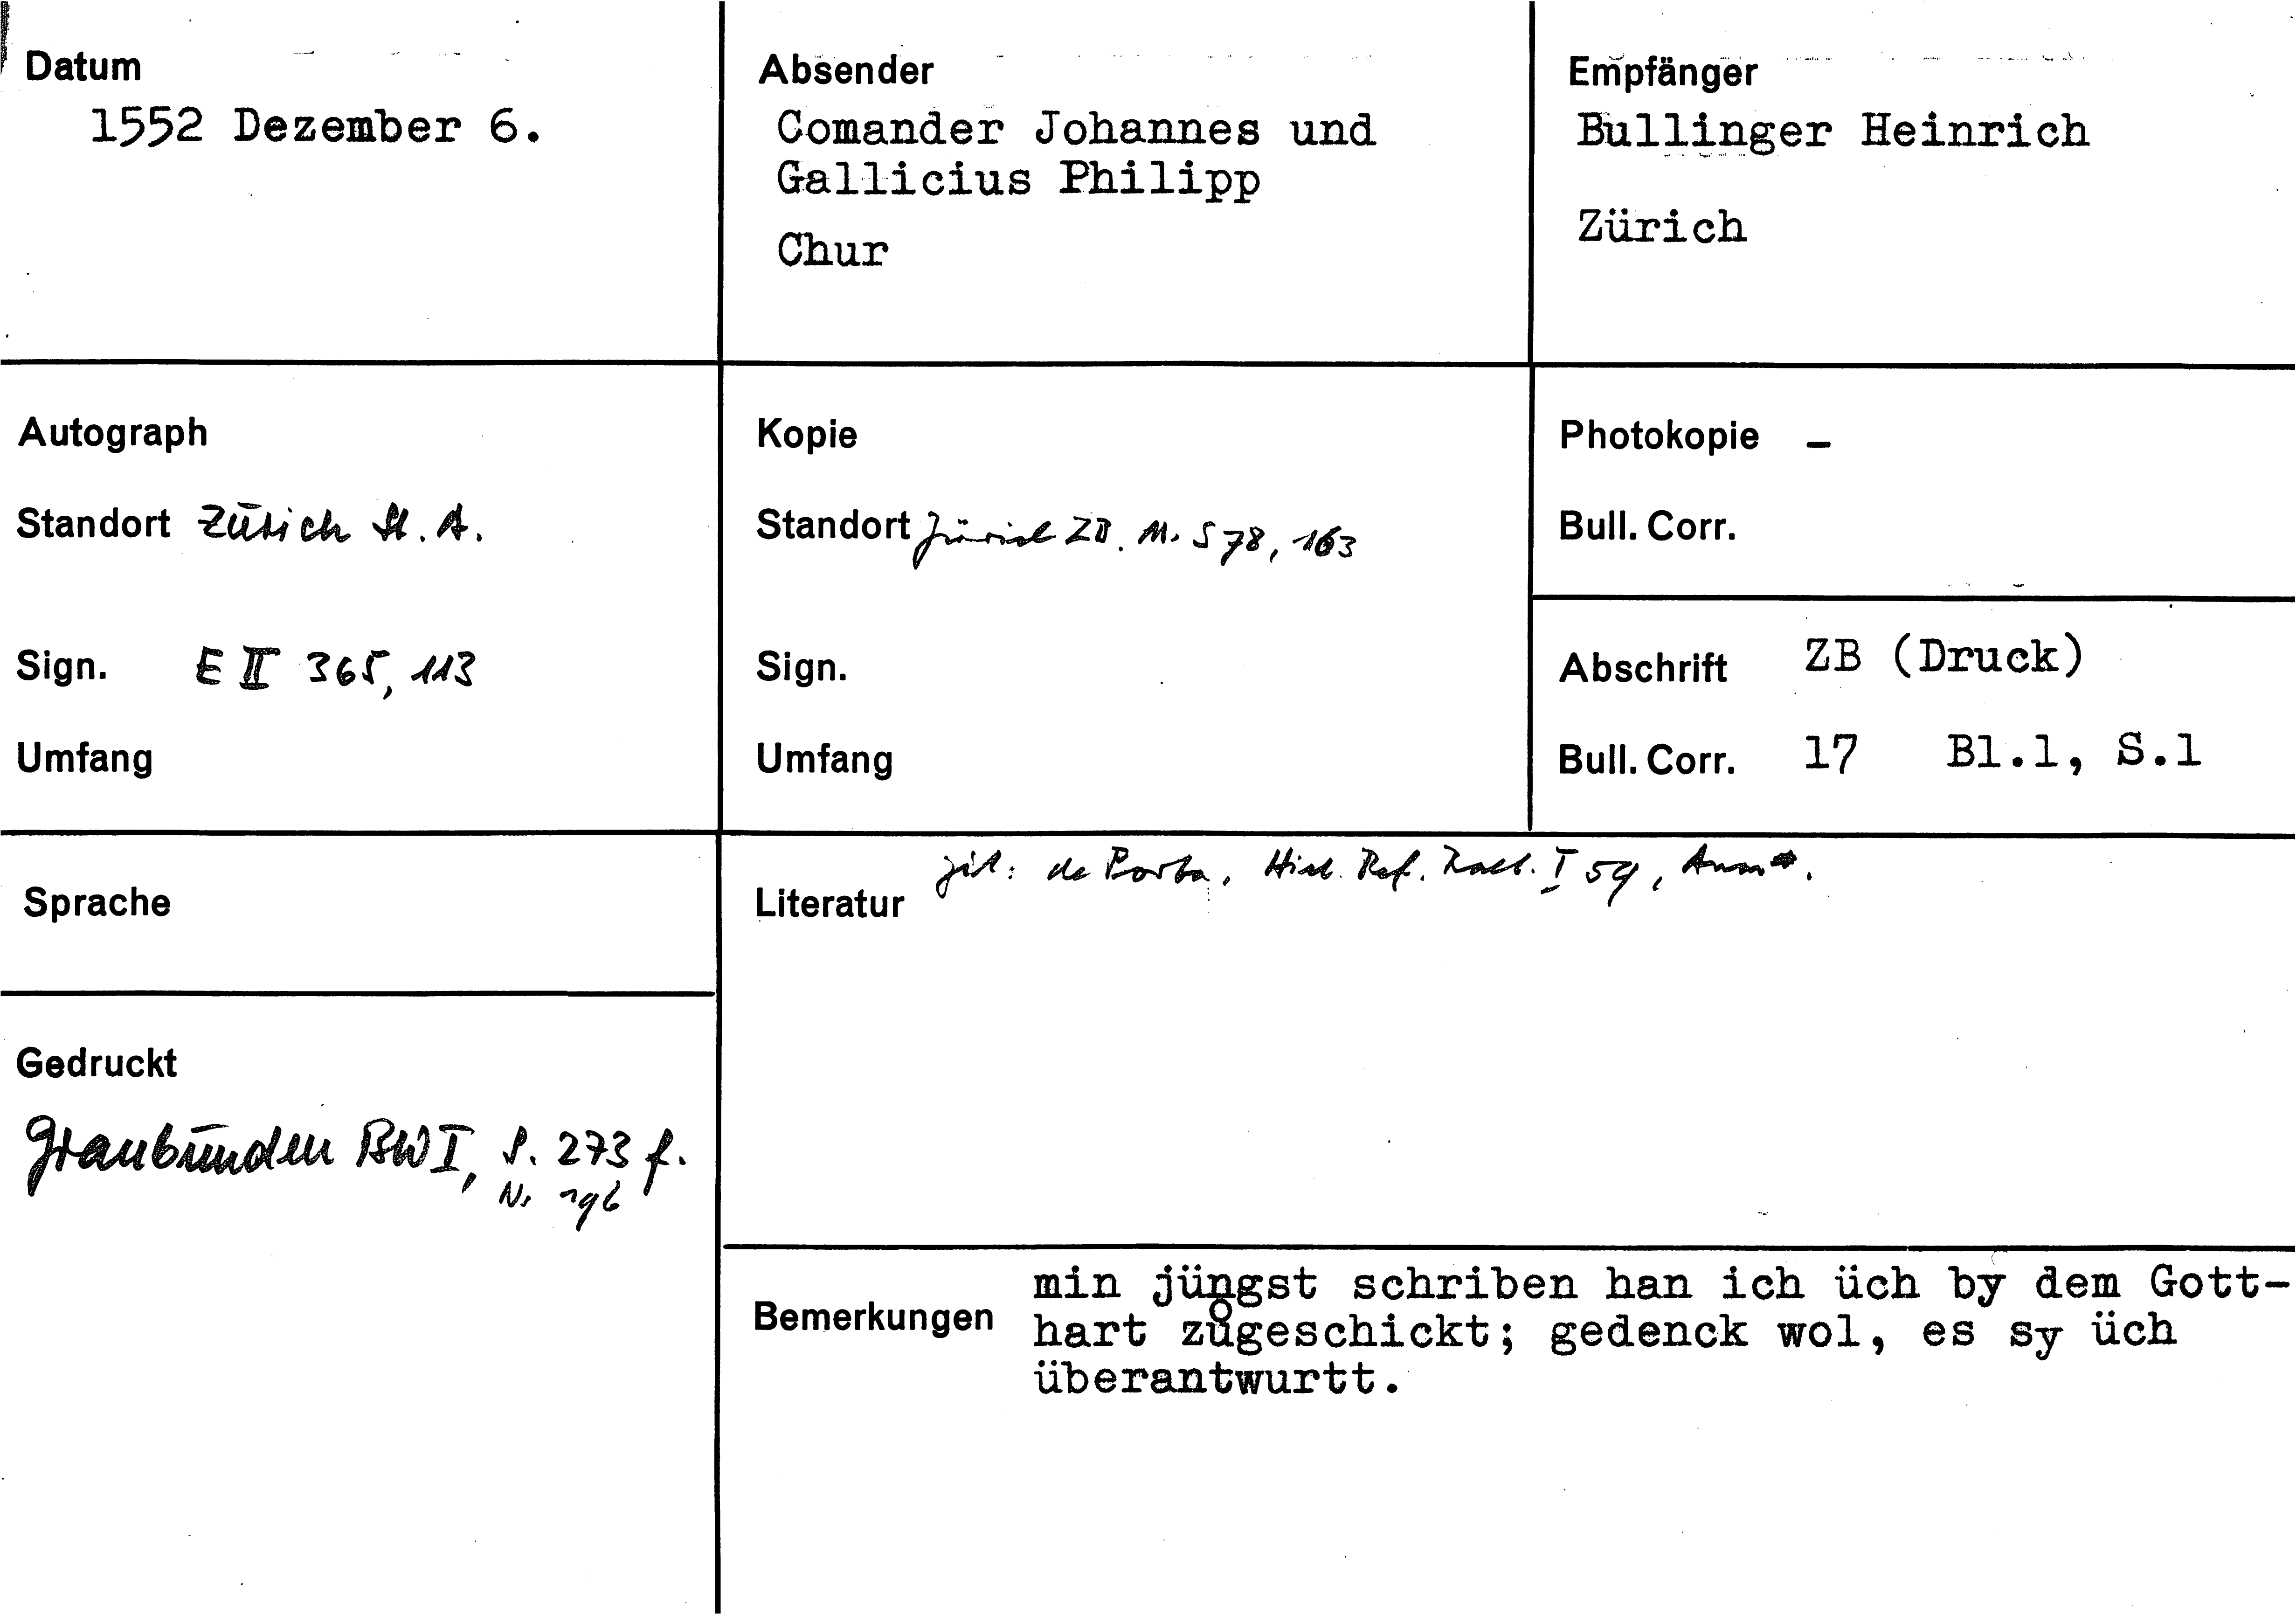 Datum
1552 Dezember 6.
Absender
Comander Johannes und
Gallicius Philipp
Chur
Empfänger
Bullinger Heinrich
Zürich
Autograph
Standort Zürich St. A.
Sign. E II 365, 113
Umfang
Kopie
Standort Zürich ZB. Ms S 78, 163
Sign.
Umfang
Photokopie –
Bull. Corr.
Abschrift ZB (Druck)
Bull. Corr. 17 Bl.1, S.1
Sprache
Gedruckt
Graubünden BW I, S. 273 f.
Nr 196
Literatur zit: de Porta, Hist. Ref. Raet. I 59, Anm
Bemerkungen
min jüngst schriben han ich üch by dem Gott-
hart zůgeschickt; gedenck wol, es sy üch
überantwurtt.